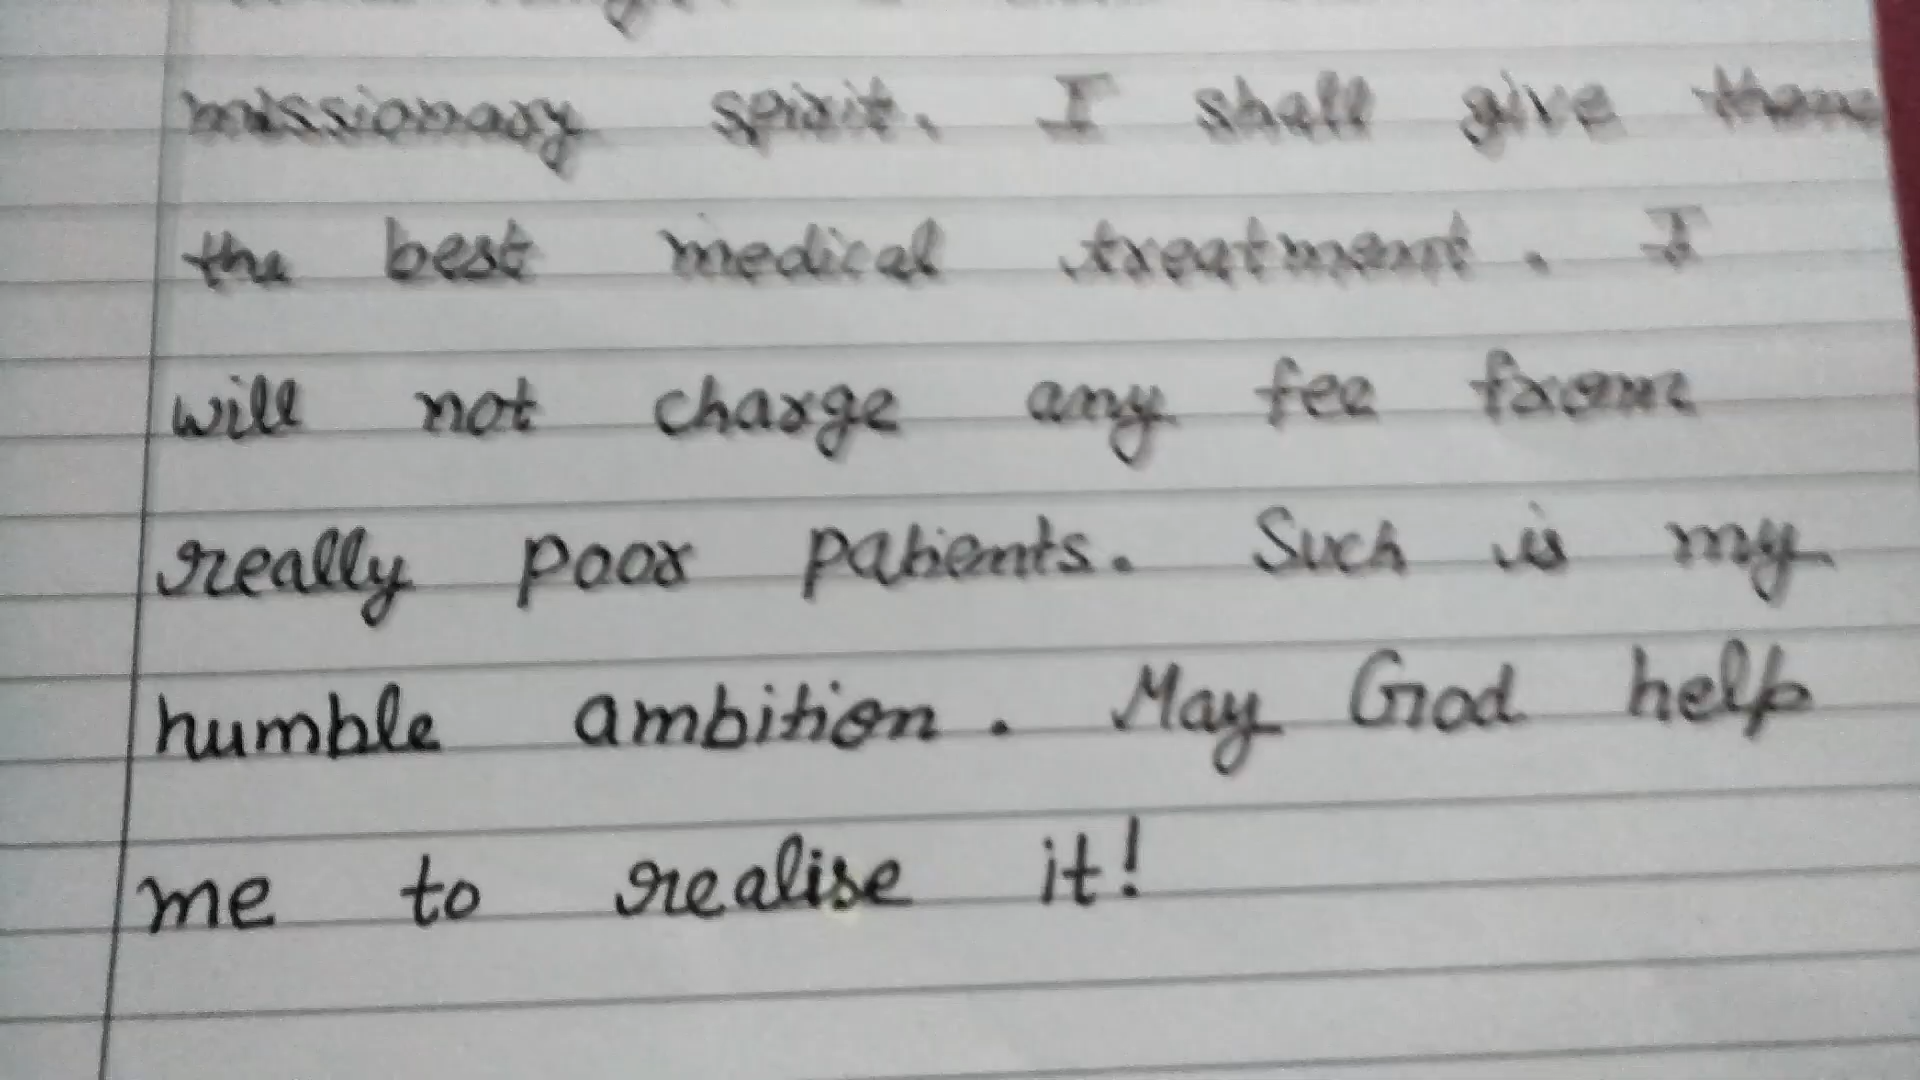 missionary spirit. I shall give them
the best medical treatment. I
will not charge any fee from
really poor patients. Such is my
humble ambition. May God help
me to realise it!